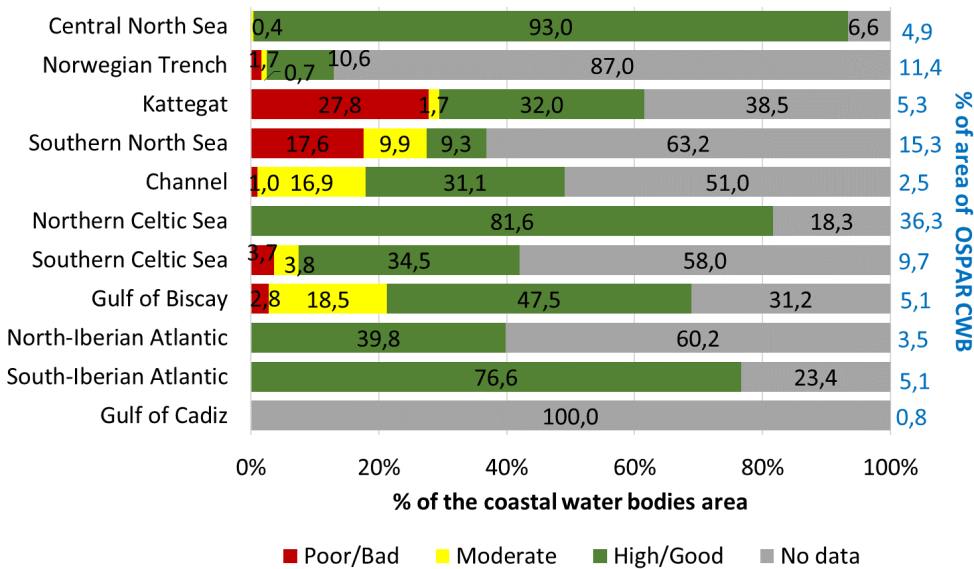 Central North Sea 0,4 93,0 6,6 4,9
Norwegian Trench 1,7 0,7 10,6 87,0 11,4
Kattegat 27,8 1,7 32,0 38,5 5,3
Southern North Sea 17,6 9,9 9,3 63,2 15,3
Channel 1,0 16,9 31,1 51,0 2,5
Northern Celtic Sea 81,6 18,3 36,3
Southern Celtic Sea 3,7 3,8 34,5 58,0 9,7
Gulf of Biscay 2,8 18,5 47,5 31,2 5,1
North-Iberian Atlantic 39,8 60,2 3,5
South-Iberian Atlantic 76,6 23,4 5,1
Gulf of Cadiz 100,0 0,8
% of area of OSPAR CWB
0% 20% 40% 60% 80% 100%
% of the coastal water bodies area
Poor/Bad Moderate High/Good No data